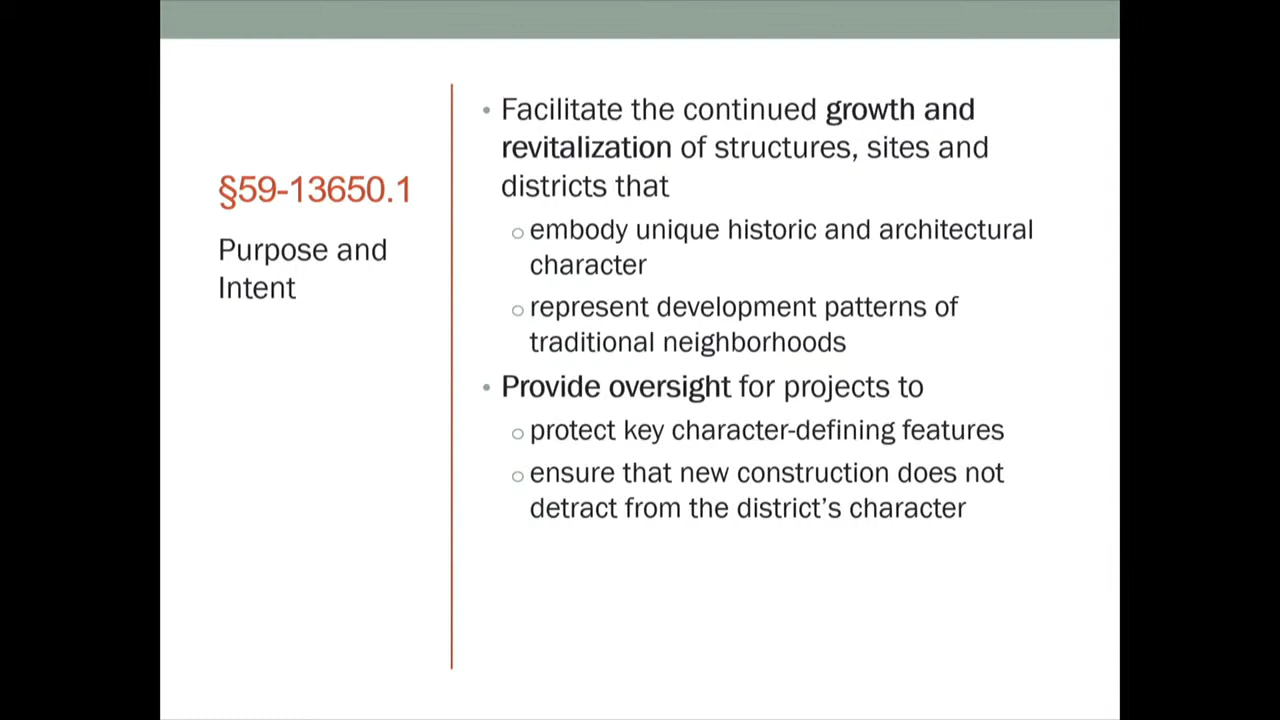 §59-13650.1
Purpose and
Intent
• Facilitate the continued growth and
revitalization of structures, sites and
districts that
o embody unique historic and architectural
character
o represent development patterns of
traditional neighborhoods
• Provide oversight for projects to
o protect key character-defining features
o ensure that new construction does not
detract from the district’s character